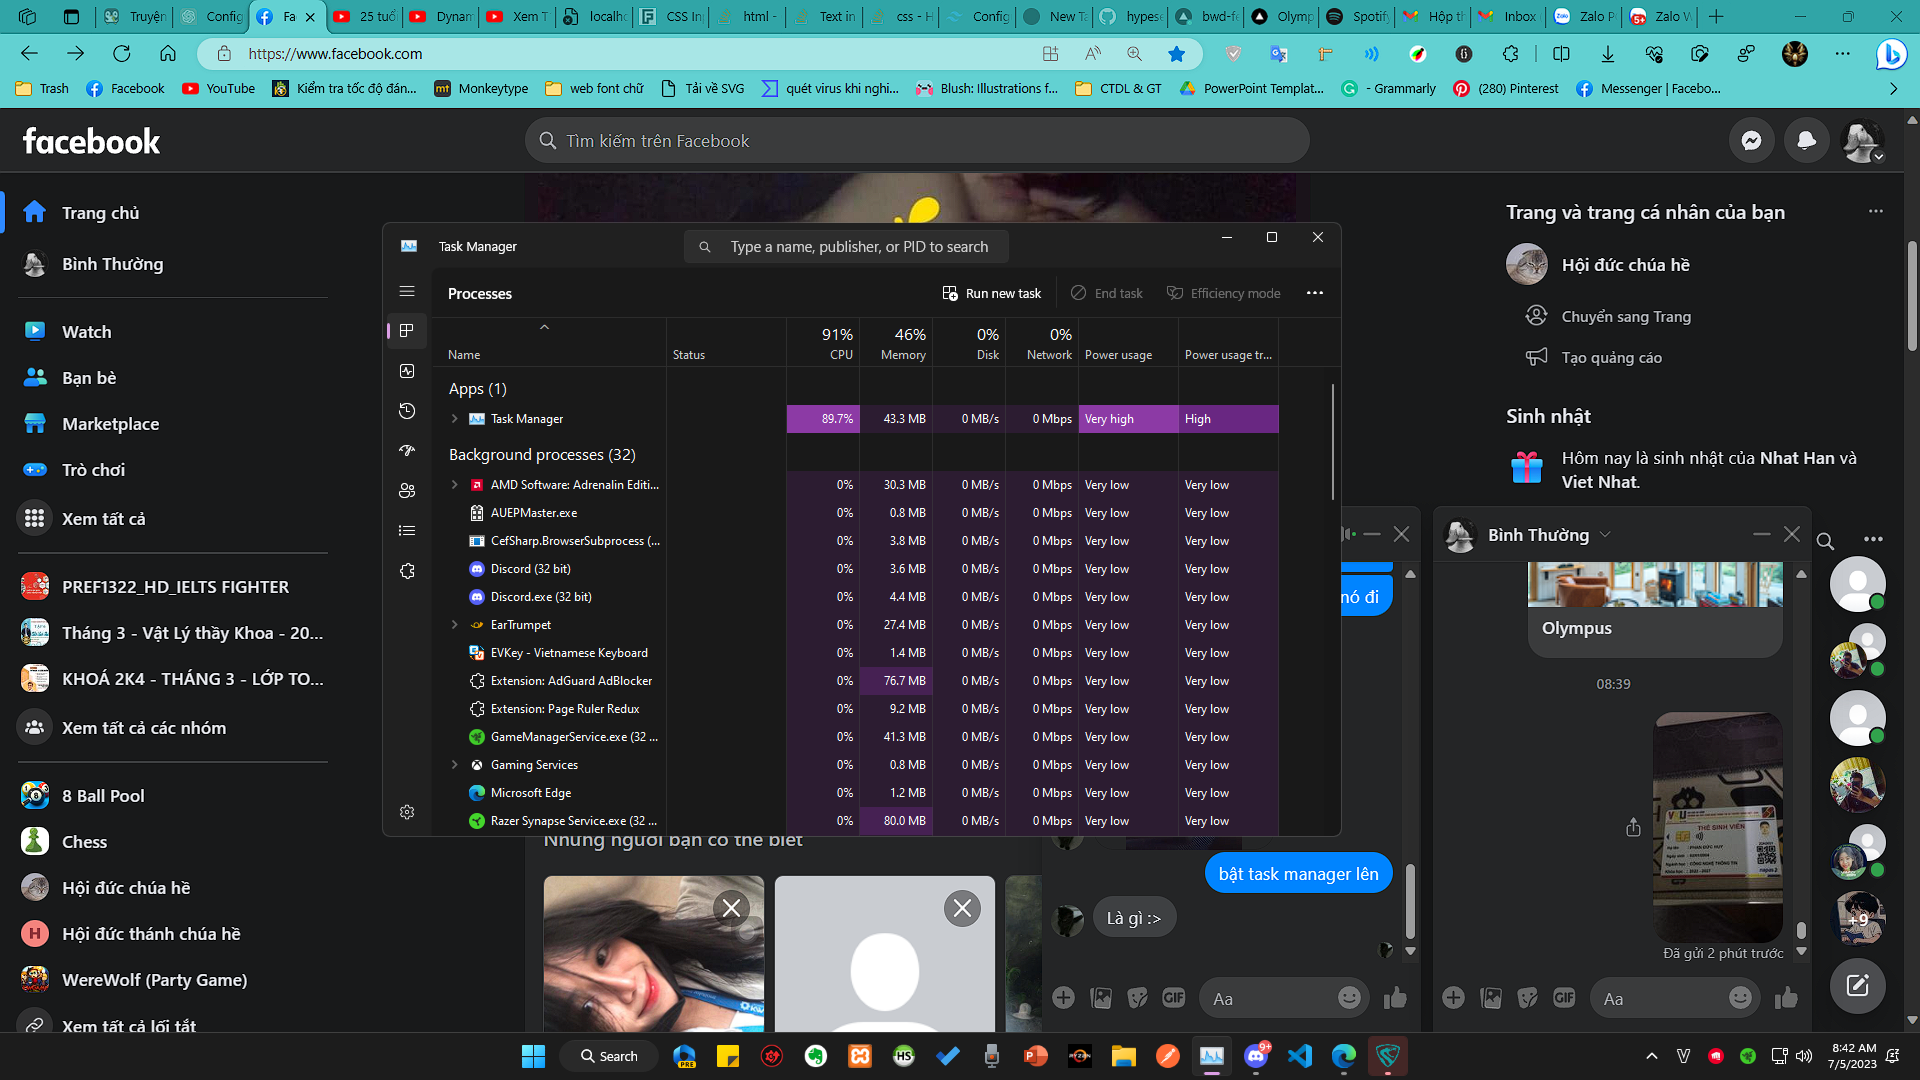 Truyện
Config
Fa
25 tuổ
Dynam
Xem T
localho
CSS In
html -
Text in
css - H
Config
New Ta
hypese
bwd-fe
Olymp
Spotify
Hộp th
Inbox
Zalo P
Zalo W
https://www.facebook.com
Trash
Facebook
YouTube
Kiểm tra tốc độ đán...
Monkeytype
web font chữ
Tải về SVG
quét virus khi nghi...
Blush: Illustrations f...
CTDL & GT
PowerPoint Templat...
- Grammarly
(280) Pinterest
Messenger | Facebo...
facebook
Tìm kiếm trên Facebook
Trang chủ
Bình Thường
Watch
Bạn bè
Marketplace
Trò chơi
Xem tất cả
PREF1322_HD_IELTS FIGHTER
Tháng 3 - Vật Lý thầy Khoa - 20...
KHOÁ 2K4 - THÁNG 3 - LỚP TO...
Xem tất cả các nhóm
8 Ball Pool
Chess
Hội đức chúa hề
H
Hội đức thánh chúa hề
WereWolf (Party Game)
Xem tất cả lối tắt
Task Manager
Type a name, publisher, or PID to search
Processes
Run new task
End task
Efficiency mode
91% 46% 0% 0%
Name Status CPU Memory Disk Network Power usage Power usage tr...
Apps (1)
Task Manager 89.7% 43.3 MB 0 MB/s 0 Mbps Very high High
Background processes (32)
AMD Software: Adrenalin Editi... 0% 30.3 MB 0 MB/s 0 Mbps Very low Very low
AUEPMaster.exe 0% 0.8 MB 0 MB/s 0 Mbps Very low Very low
CefSharp.BrowserSubprocess (... 0% 3.8 MB 0 MB/s 0 Mbps Very low Very low
Discord (32 bit) 0% 3.6 MB 0 MB/s 0 Mbps Very low Very low
Discord.exe (32 bit) 0% 4.4 MB 0 MB/s 0 Mbps Very low Very low
EarTrumpet 0% 27.4 MB 0 MB/s 0 Mbps Very low Very low
EVKey - Vietnamese Keyboard 0% 1.4 MB 0 MB/s 0 Mbps Very low Very low
Extension: AdGuard AdBlocker 0% 76.7 MB 0 MB/s 0 Mbps Very low Very low
Extension: Page Ruler Redux 0% 9.2 MB 0 MB/s 0 Mbps Very low Very low
GameManagerService.exe (32 ... 0% 41.3 MB 0 MB/s 0 Mbps Very low Very low
Gaming Services 0% 0.8 MB 0 MB/s 0 Mbps Very low Very low
Microsoft Edge 0% 1.2 MB 0 MB/s 0 Mbps Very low Very low
Razer Synapse Service.exe (32 ... 0% 80.0 MB 0 MB/s 0 Mbps Very low Very low
Những người bạn có thể biết
Trang và trang cá nhân của bạn
Hội đức chúa hề
Chuyển sang Trang
Tạo quảng cáo
Sinh nhật
Hôm nay là sinh nhật của Nhat Han và
Viet Nhat.
nó đi
bật task manager lên
Là gì :>
GIF
Aa
Bình Thường
Olympus
08:39
THẺ SINH VIÊN
Đã gửi 2 phút trước
GIF
Aa
+9
Search
PRE
HS
RYZEN
9+
8:42 AM
7/5/2023